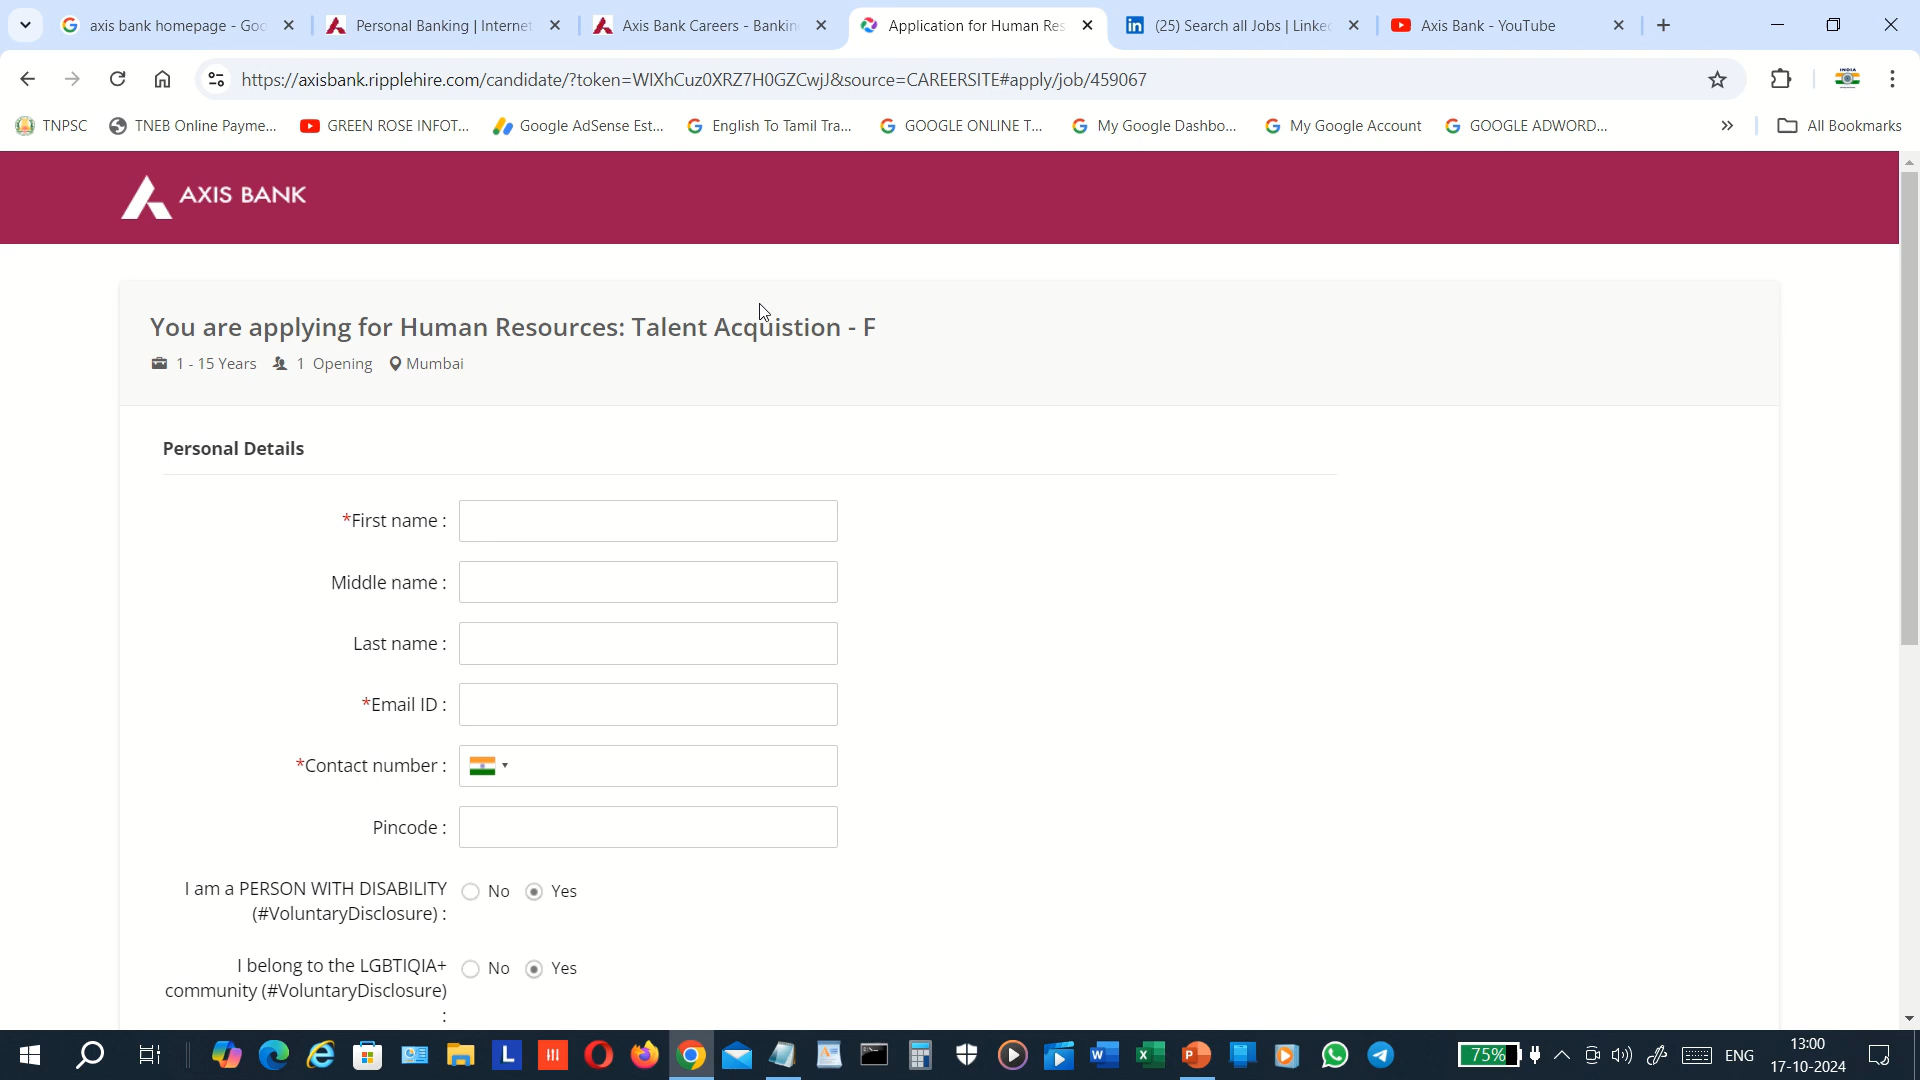 axis bank homepage - Goo
Personal Banking | Internet
Axis Bank Careers - Bankin
Application for Human Res
(25) Search all Jobs | Linke
Axis Bank - YouTube
https://axisbank.ripplehire.com/candidate/?token=WIXhCuz0XRZ7H0GZCwjJ&source=CAREERSITE#apply/job/459067
TNPSC
TNEB Online Payme...
GREEN ROSE INFOT...
Google AdSense Est...
English To Tamil Tra...
GOOGLE ONLINE T...
My Google Dashbo...
My Google Account
GOOGLE ADWORD...
All Bookmarks
AXIS BANK
You are applying for Human Resources: Talent Acquistion - F
1 - 15 Years 1 Opening Mumbai
Personal Details
*First name :
Middle name :
Last name :
*Email ID :
*Contact number :
Pincode :
I am a PERSON WITH DISABILITY No Yes
(#VoluntaryDisclosure) :
I belong to the LGBTIQIA+ No Yes
community (#VoluntaryDisclosure)
:
75%
ENG
13:00
17-10-2024